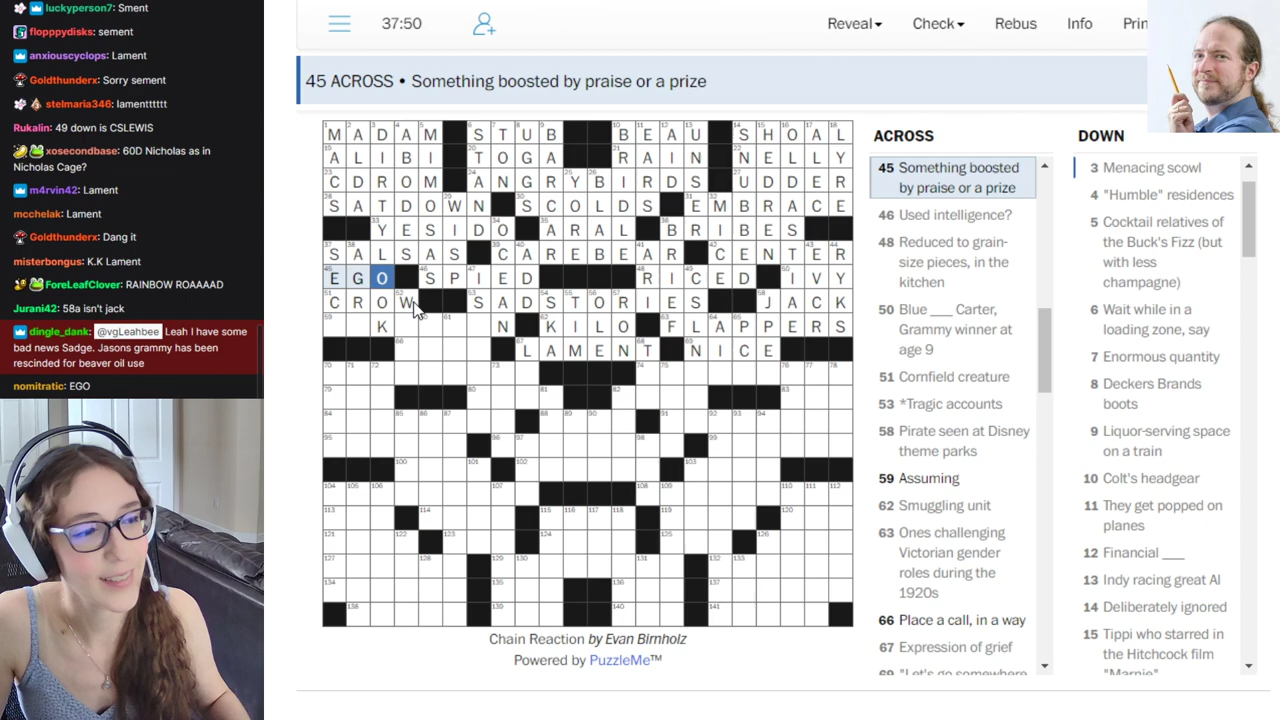 luckyperson7: Sment
flopppydisks: sement
anxiouscyclops: Lament
Goldthunderx: Sorry sement
stelmaria346: lamentttttt
Rukalin: 49 down is CSLEWIS
xosecondbase: 60D Nicholas as in
Nicholas Cage?
m4rvin42: Lament
mcchelak: Lament
Goldthunderx: Dang it
misterbongus: K.K Lament
ForeLeafClover: RAINBOW ROAAAAD
Jurani42: 58a isn't jack
dingle_dank: @vgLeahbee Leah I have some
bad news Sadge. Jasons grammy has been
rescinded for beaver oil use
nomitratic: EGO
37:50
Reveal
Check
Rebus
Info
Prin
45 ACROSS • Something boosted by praise or a prize
MADAM STUB BEAU SHOAL
ALIBI TOGA RAIN NELLY
CDROM ANGRYBIRDS UDDER
SATDOWN SCOLDS EMBRACE
YESIDO ARAL BRIBES
SALSAS CAREBEAR CENTER
EGO SPIED RICED IVY
CROW SADSTORIES JACK
K N KILO FLAPPERS
LAMENT NICE
Chain Reaction by Evan Birnholz
Powered by PuzzleMe™
ACROSS
45 Something boosted
by praise or a prize
46 Used intelligence?
48 Reduced to grain-
size pieces, in the
kitchen
50 Blue ___ Carter,
Grammy winner at
age 9
51 Cornfield creature
53 *Tragic accounts
58 Pirate seen at Disney
theme parks
59 Assuming
62 Smuggling unit
63 Ones challenging
Victorian gender
roles during the
1920s
66 Place a call, in a way
67 Expression of grief
69 "Let's go somewhere
DOWN
3 Menacing scowl
4 "Humble" residences
5 Cocktail relatives of
the Buck's Fizz (but
with less
champagne)
6 Wait while in a
loading zone, say
7 Enormous quantity
8 Deckers Brands
boots
9 Liquor-serving space
on a train
10 Colt's headgear
11 They get popped on
planes
12 Financial ___
13 Indy racing great Al
14 Deliberately ignored
15 Tippi who starred in
the Hitchcock film
"Marnie"